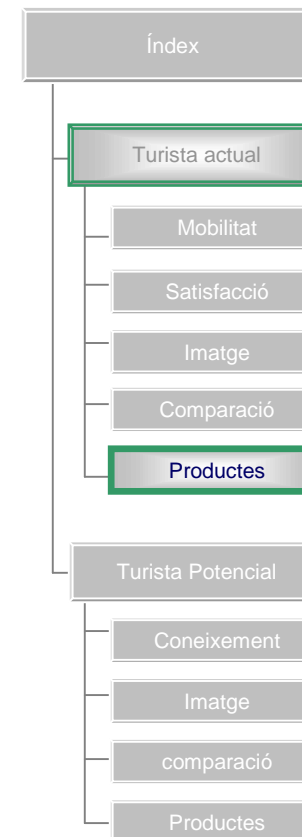 Índex
Turista actual
Mobilitat
Satisfacció
Imatge
Comparació
Productes
Turista Potencial
Coneixement
Imatge
comparació
Productes